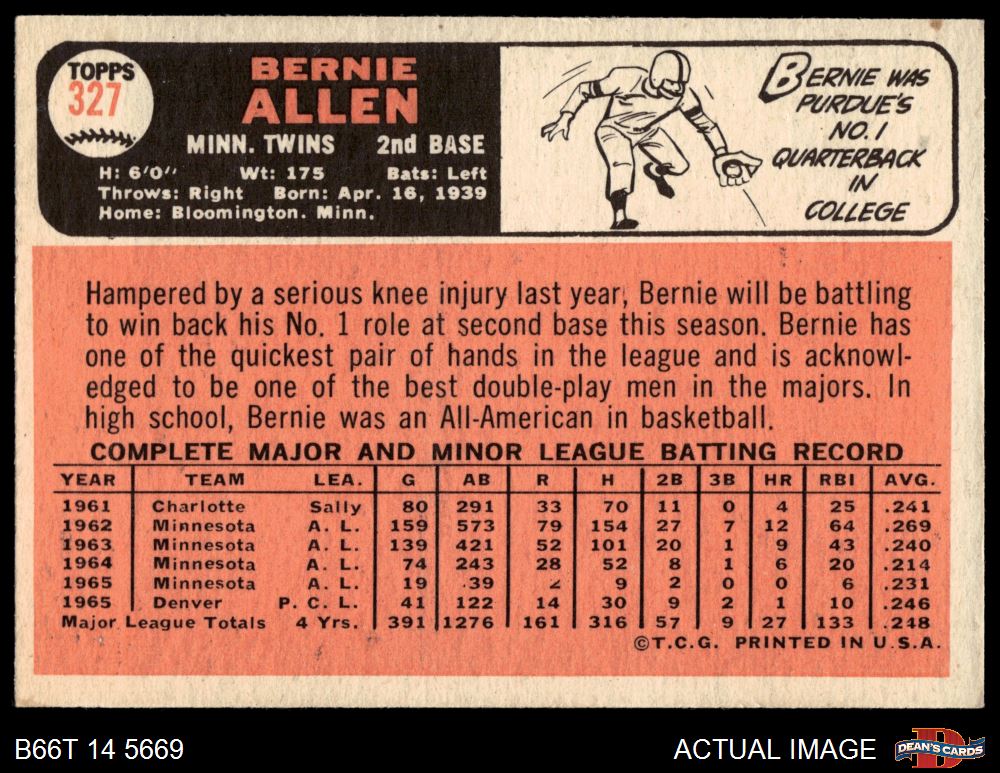 TOPPS
327
BERNIE
ALLEN
MINN. TWINS 2nd BASE
H: 6'0" Wt: 175 Bats: Left
Throws: Right Born: Apr. 16, 1939
Home: Bloomington. Minn.
BERNIE WAS
PURDUE'S
NO. 1
QUARTERBACK
IN
COLLEGE
Hampered by a serious knee injury last year, Bernie will be battling
to win back his No. 1 role at second base this season. Bernie has
one of the quickest pair of hands in the league and is acknowl-
edged to be one of the best double-play men in the majors. In
high school, Bernie was an All-American in basketball.
COMPLETE MAJOR AND MINOR LEAGUE BATTING RECORD
YEAR TEAM LEA. G AB R H 2B 3B HR RBI AVG.
1961 Charlotte Sally 80 291 33 70 11 0 4 25 .241
1962 Minnesota A. L. 159 573 79 154 27 7 12 64 .269
1963 Minnesota A. L. 139 421 52 101 20 1 9 43 .240
1964 Minnesota A. L. 74 243 28 52 8 1 6 20 .214
1965 Minnesota A. L. 19 39 2 9 2 0 0 6 .231
1965 Denver P. C. L. 41 122 14 30 9 2 1 10 .246
Major League Totals 4 Yrs. 391 1276 161 316 57 9 27 133 .248
©T.C.G. PRINTED IN U.S.A.
B66T 14 5669
ACTUAL IMAGE
DEAN'S CARDS